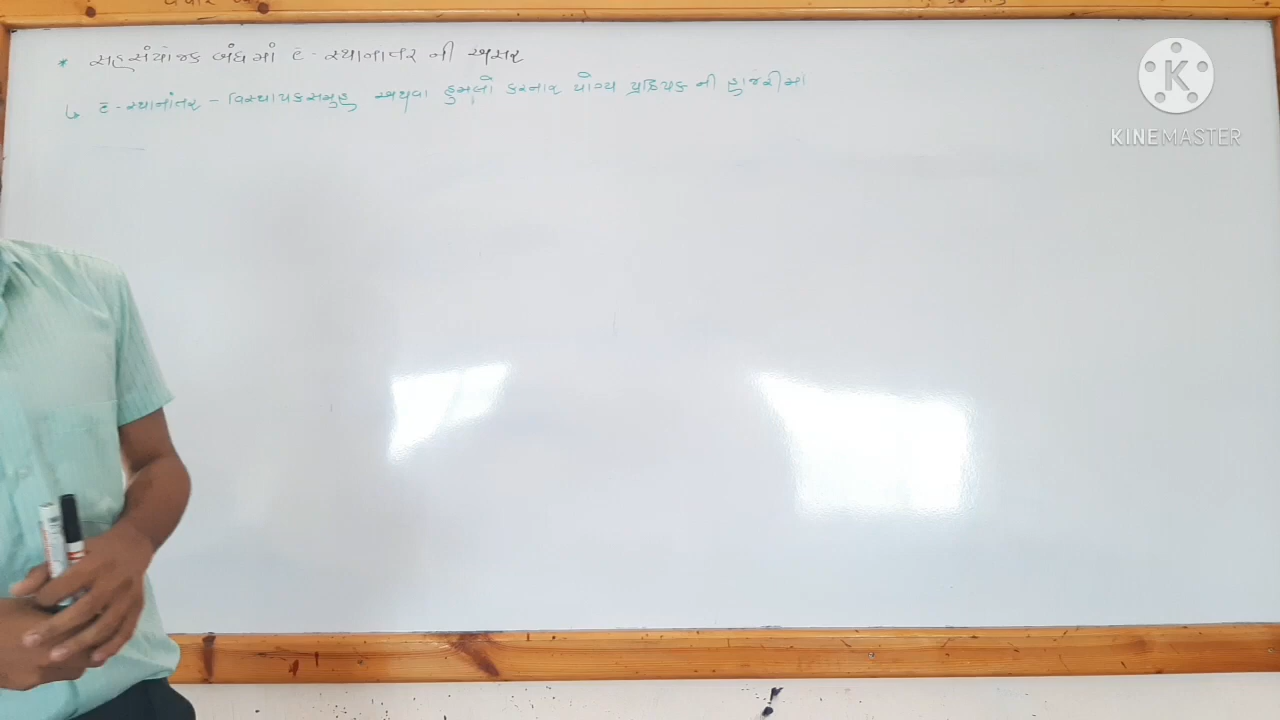 * સહસંયોજક બંધમાં ē - સ્થાનાતર ની અસર
↳ ē - સ્થાનાંતર - વિસ્થાપકસમુહ અથવા હુમલો કરનાર યોગ્ય પ્રક્રિયક ની હાજરીમા
KINEMASTER